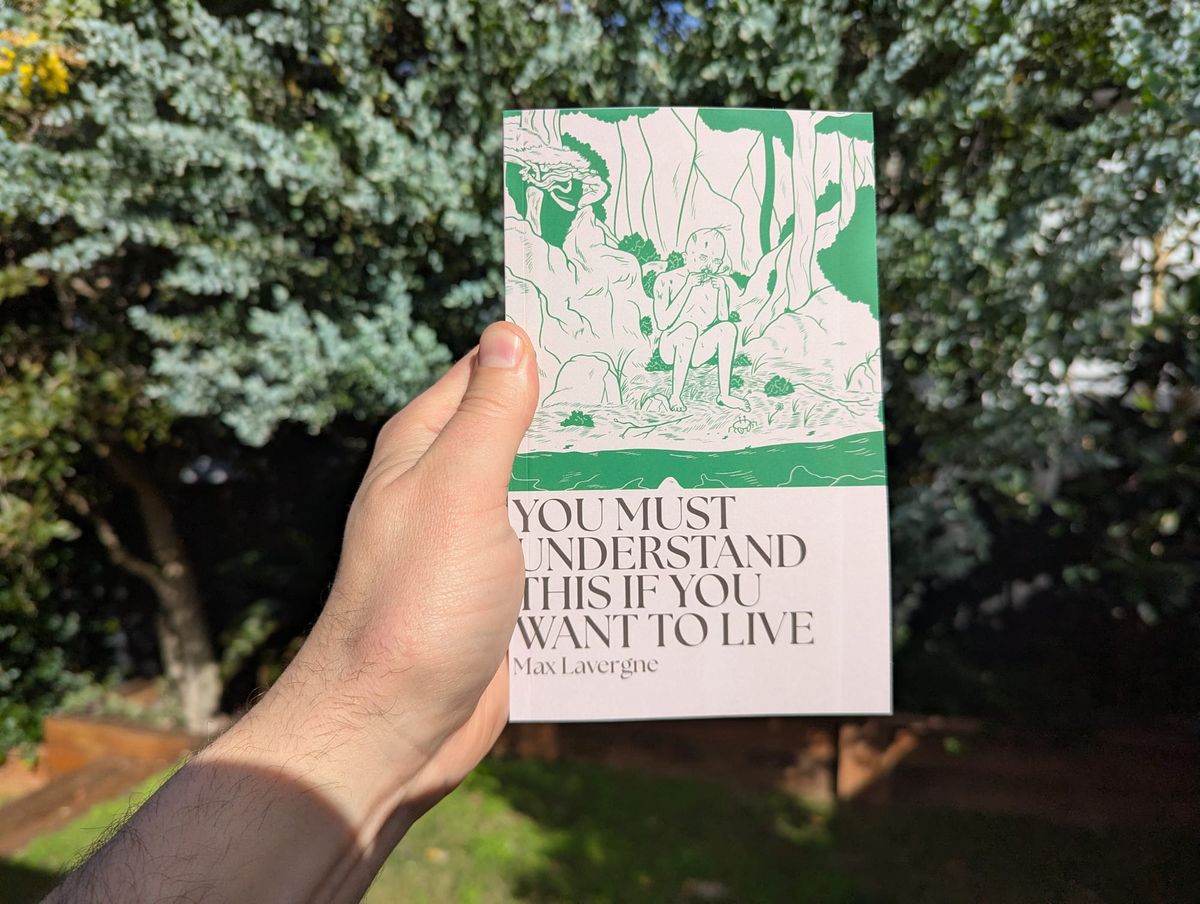 YOU MUST
UNDERSTAND
THIS IF YOU
WANT TO LIVE
Max Lavergne